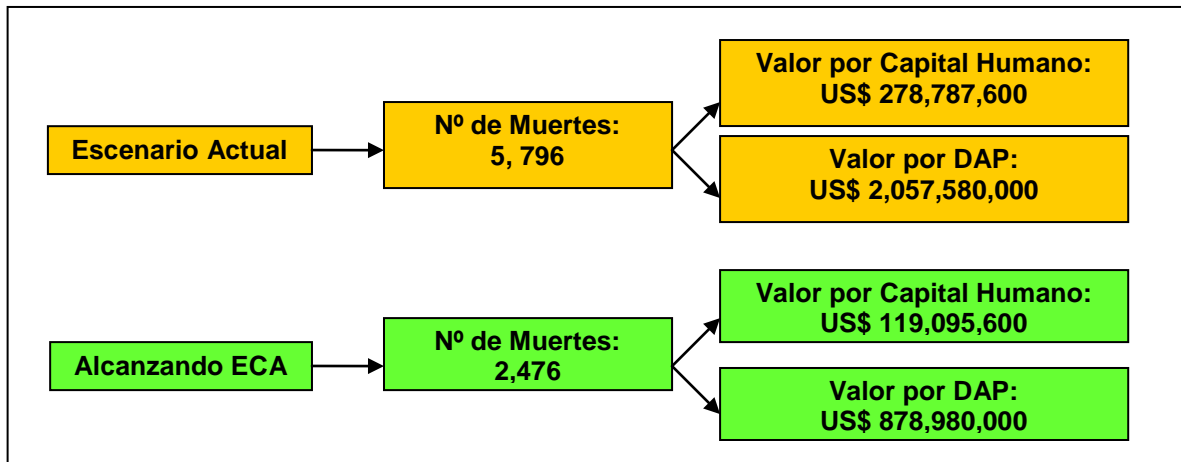 Escenario Actual
Nº de Muertes:
5, 796
Valor por Capital Humano:
US$ 278,787,600
Valor por DAP:
US$ 2,057,580,000
Alcanzando ECA
Nº de Muertes:
2,476
Valor por Capital Humano:
US$ 119,095,600
Valor por DAP:
US$ 878,980,000